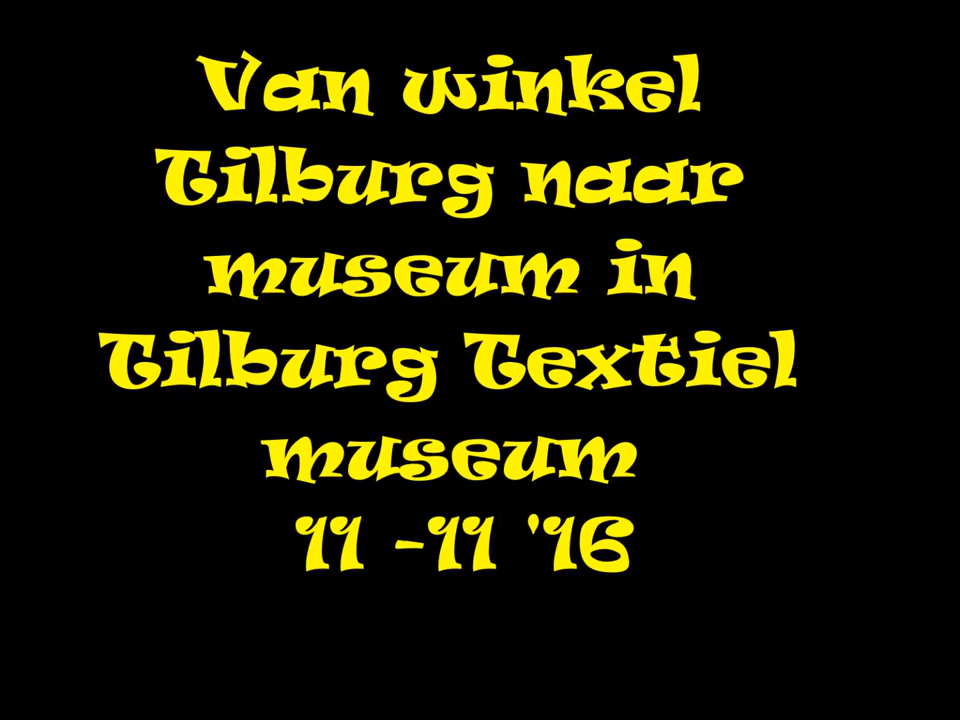 Van winkel
Tilburg naar
museum in
Tilburg Textiel
museum
11 -11 '16